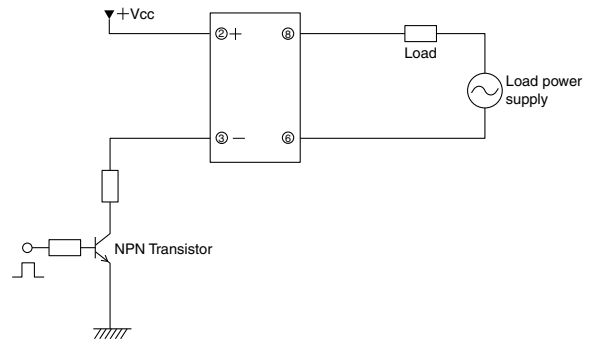 +Vcc
② +
⑧
Load
Load power
supply
③ −
⑥
NPN Transistor